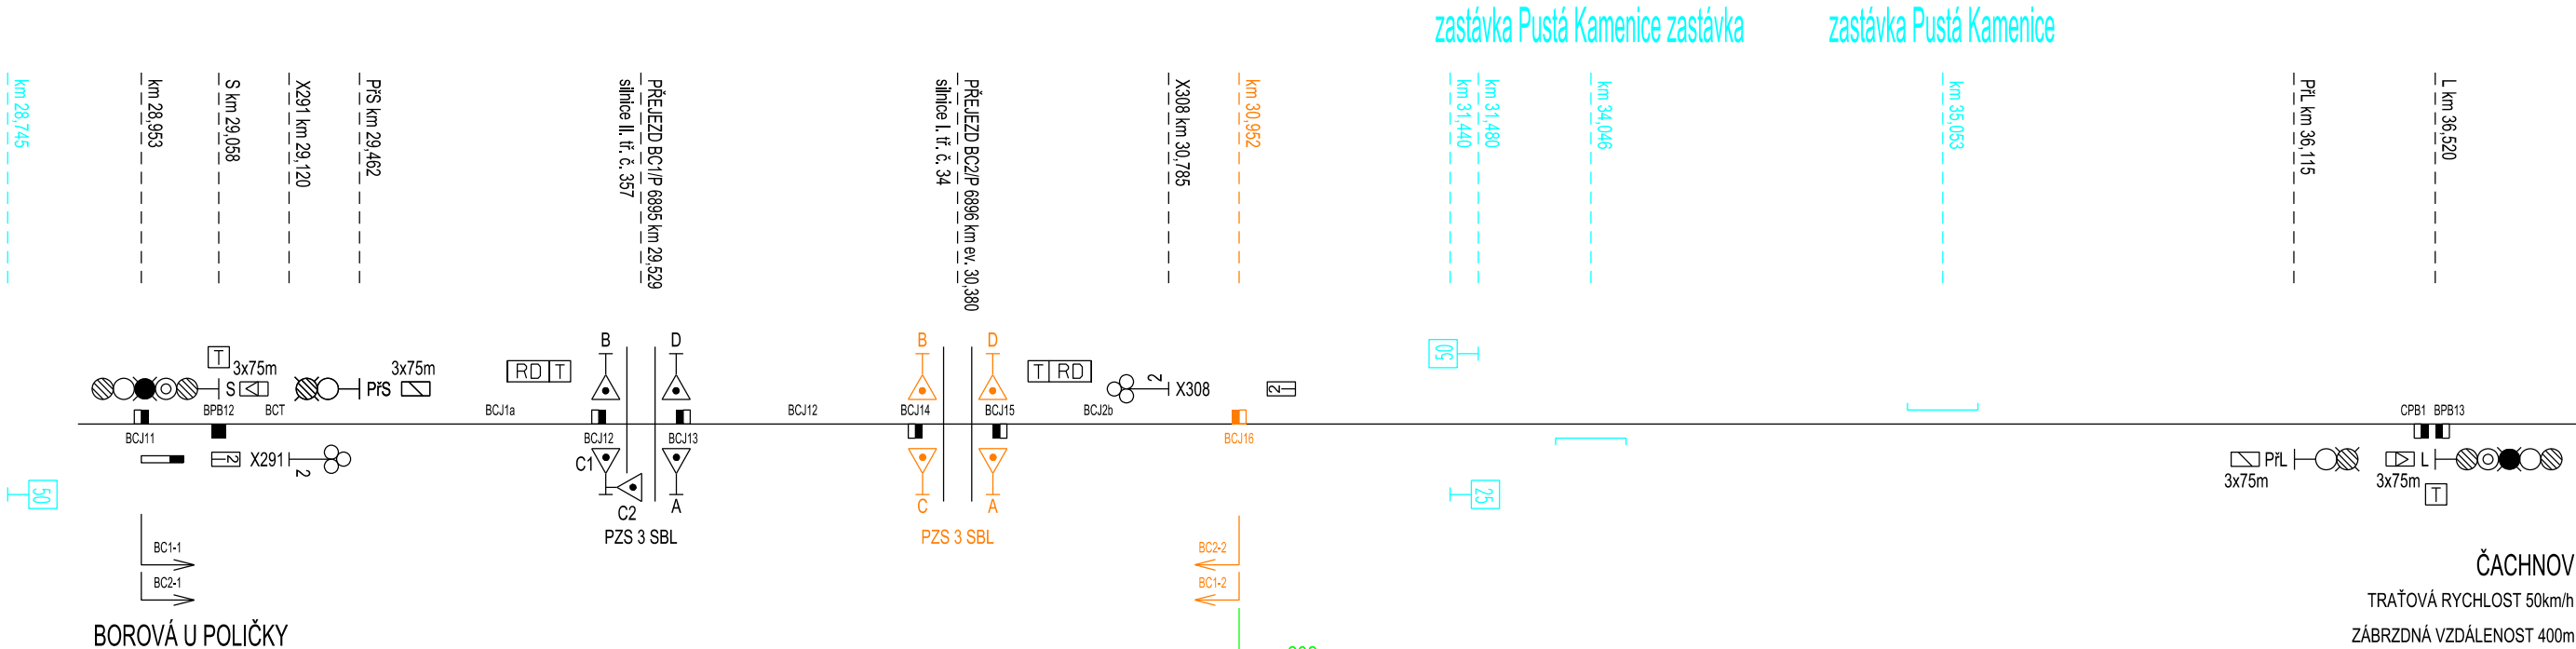 zastávka Pustá Kamenice zastávka
zastávka Pustá Kamenice
km 28,745
km 28,953
S km 29,058
X291 km 29,120
PřS km 29,462
PŘEJEZD BC1/P 6895 km 29,529
silnice II. tř. č. 357
PŘEJEZD BC2/P 6896 km ev. 30,380
silnice I. tř. č. 34
X308 km 30,785
km 30,952
km 31,440
km 31,480
km 34,046
km 35,053
PřL km 36,115
L km 36,520
B
D
B
D
T
3x75m
S
3x75m
PřS
RD T
T RD
2
X308
2
50
BPB12
BCT
BCJ1a
BCJ12
BCJ14
BCJ15
BCJ2b
CPB1
BPB13
BCJ11
BCJ12
BCJ13
BCJ16
2
X291
2
C1
C2
A
C
A
50
25
PřL
3x75m
L
3x75m
T
PZS 3 SBL
PZS 3 SBL
BC1-1
BC2-1
BC2-2
BC1-2
BOROVÁ U POLIČKY
ČACHNOV
TRAŤOVÁ RYCHLOST 50km/h
ZÁBRZDNÁ VZDÁLENOST 400m